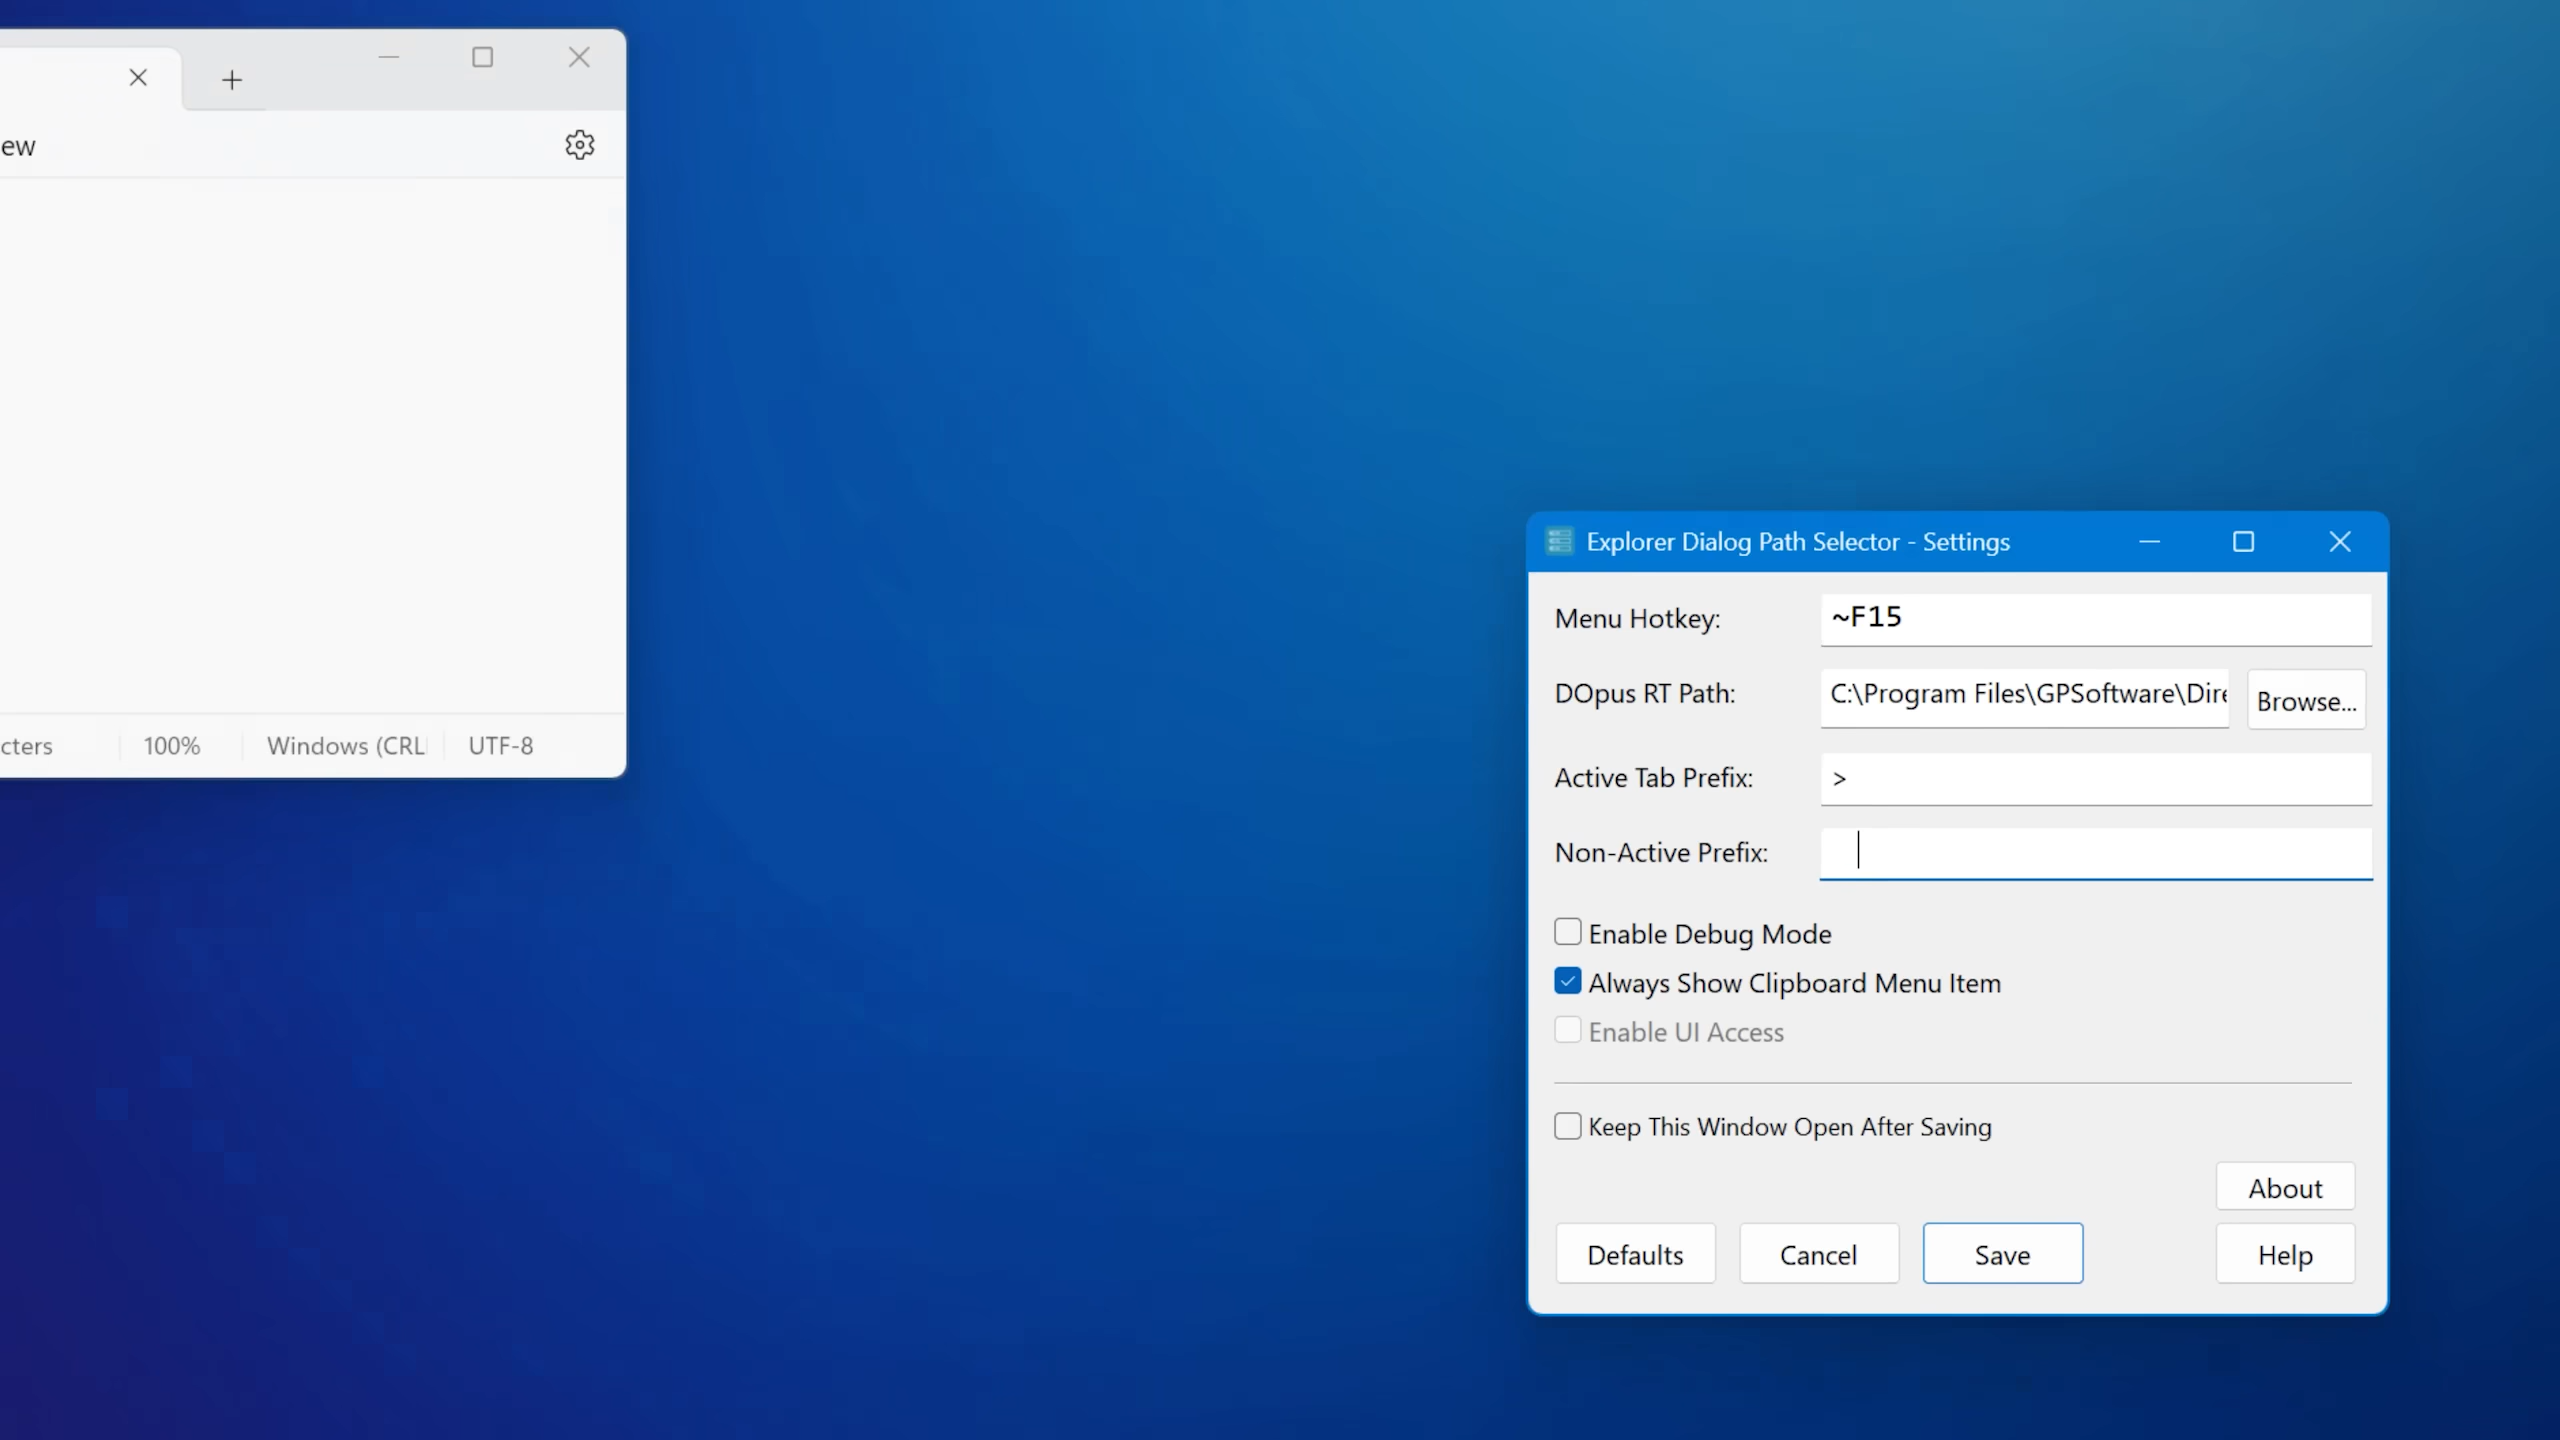 ew
cters
100%
Windows (CRL
UTF-8
Explorer Dialog Path Selector - Settings
Menu Hotkey: ~F15
DOpus RT Path: C:\Program Files\GPSoftware\Dire Browse...
Active Tab Prefix: >
Non-Active Prefix:
Enable Debug Mode
Always Show Clipboard Menu Item
Enable UI Access
Keep This Window Open After Saving
About
Defaults Cancel Save Help